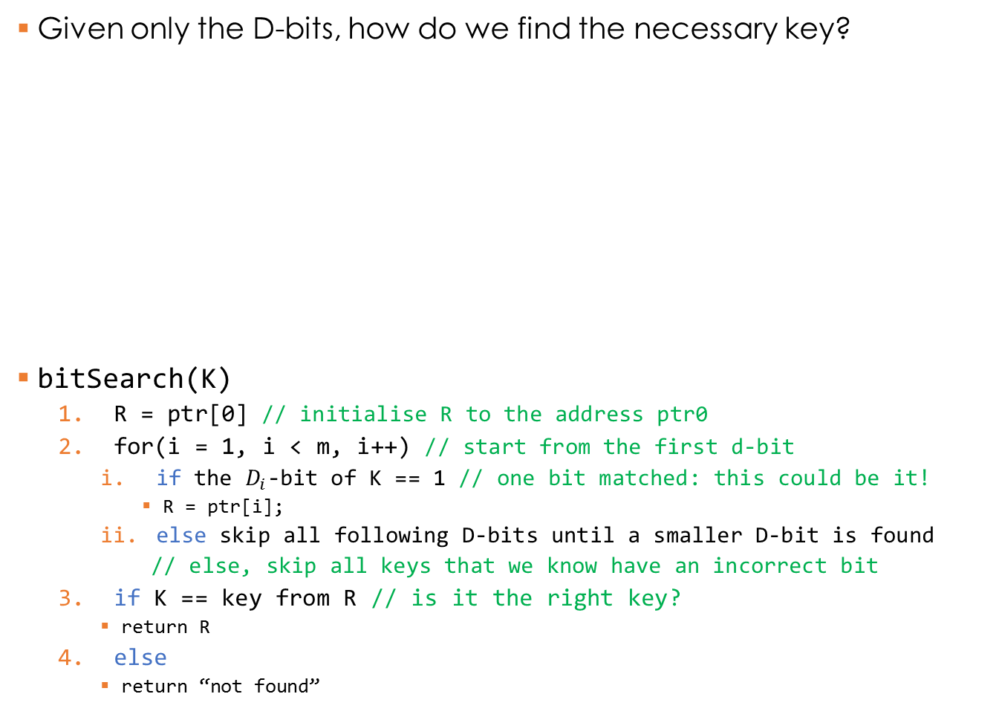 ▪ Given only the D-bits, how do we find the necessary key?
▪ bitSearch(K)
1. R = ptr[0] // initialise R to the address ptr0
2. for(i = 1, i < m, i++) // start from the first d-bit
i. if the Dᵢ-bit of K == 1 // one bit matched: this could be it!
▪ R = ptr[i];
ii. else skip all following D-bits until a smaller D-bit is found
// else, skip all keys that we know have an incorrect bit
3. if K == key from R // is it the right key?
▪ return R
4. else
▪ return “not found”